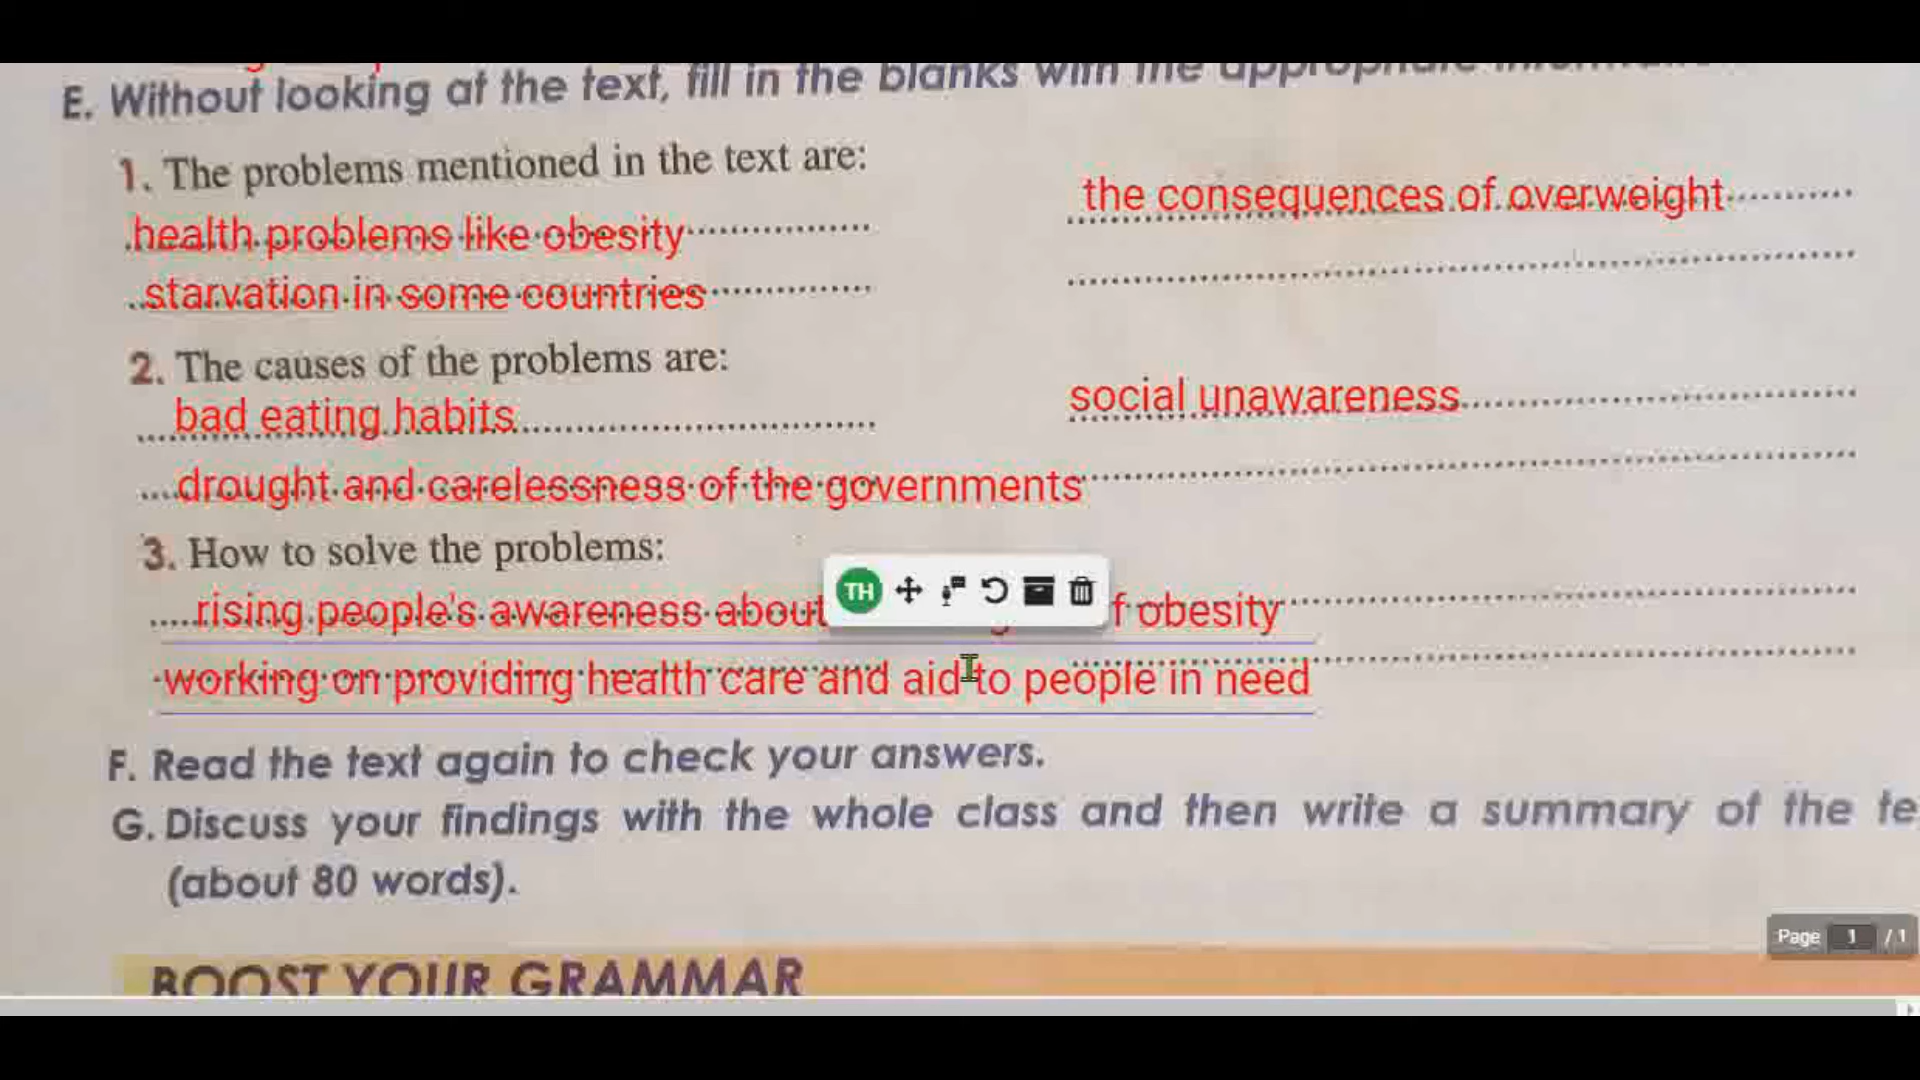 E. Without looking at the text, fill in the blanks with the appropriate
1. The problems mentioned in the text are:
health problems like obesity
the consequences of overweight
starvation in some countries
2. The causes of the problems are:
bad eating habits
social unawareness
drought and carelessness of the governments
3. How to solve the problems:
TH
rising people's awareness about f obesity
working on providing health care and aid to people in need
F. Read the text again to check your answers.
G. Discuss your findings with the whole class and then write a summary of the te
(about 80 words).
Page 1 / 1
BOOST YOUR GRAMMAR